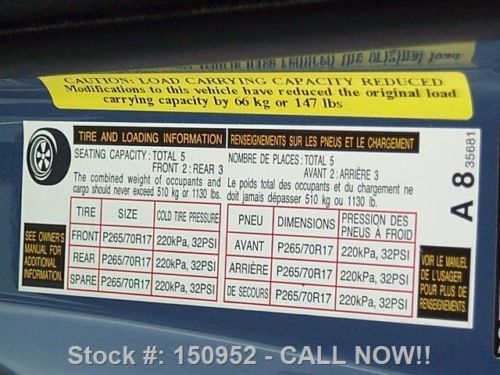 CAUTION: LOAD CARRYING CAPACITY REDUCED
Modifications to this vehicle have reduced the original load
carrying capacity by 66 kg or 147 lbs
TIRE AND LOADING INFORMATION
SEATING CAPACITY: TOTAL 5
FRONT 2: REAR 3
The combined weight of occupants and
cargo should never exceed 510 kg or 1130 lb.
RENSEIGNEMENTS SUR LES PNEUS ET LE CHARGEMENT
NOMBRE DE PLACES: TOTAL 5
AVANT 2: ARRIÈRE 3
Le poids total des occupants et du chargement ne
doit jamais dépasser 510 kg ou 1130 lb.
SEE OWNER'S
MANUAL FOR
ADDITIONAL
INFORMATION.
TIRE SIZE COLD TIRE PRESSURE
FRONT P265/70R17 220kPa, 32PSI
REAR P265/70R17 220kPa, 32PSI
SPARE P265/70R17 220kPa, 32PSI
PNEU DIMENSIONS PRESSION DES
PNEUS À FROID
AVANT P265/70R17 220kPa, 32PSI
ARRIÈRE P265/70R17 220kPa, 32PSI
DE SECOURS P265/70R17 220kPa, 32PSI
VOIR LE MANUEL
DE L'USAGER
POUR PLUS DE
RENSEIGNEMENTS.
A 8 35681
Stock #: 150952 - CALL NOW!!